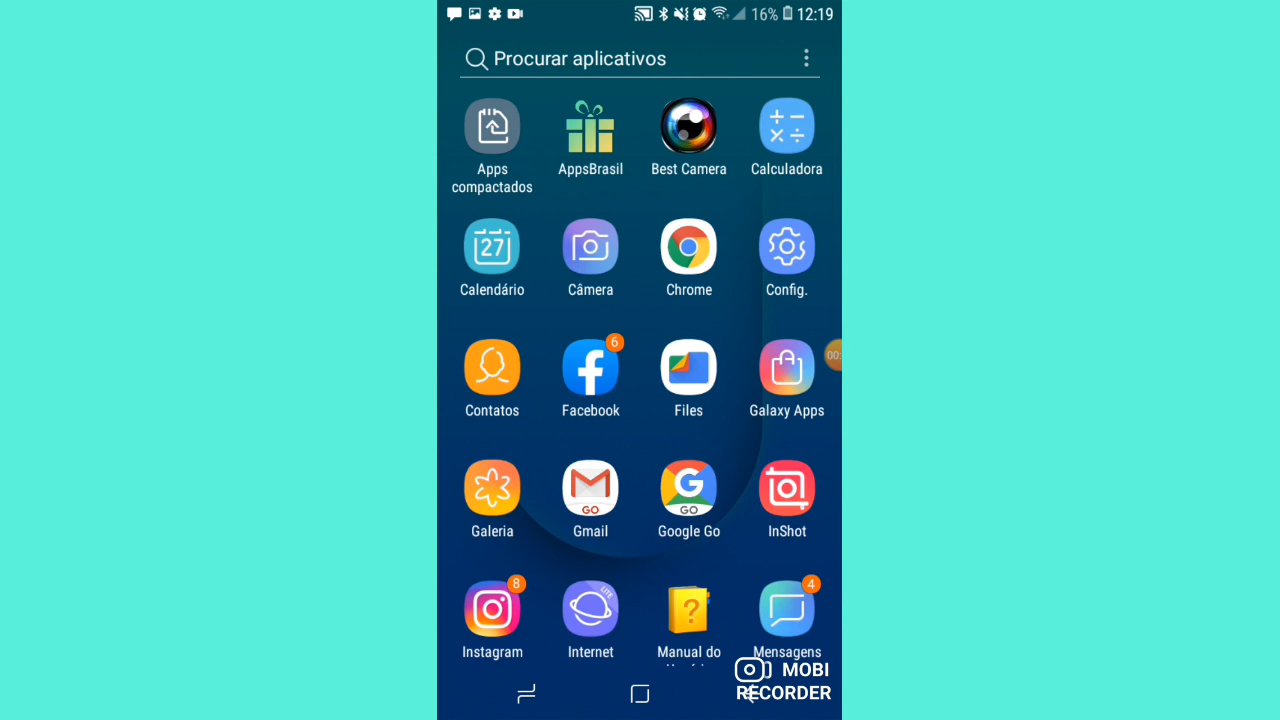 16% 12:19
Procurar aplicativos
Apps
compactados
AppsBrasil
Best Camera
Calculadora
27
Calendário
Câmera
Chrome
Config.
6
00:
Contatos
Facebook
Files
Galaxy Apps
GO
G
GO
Galeria
Gmail
Google Go
InShot
8
LITE
?
4
Instagram
Internet
Manual do
Mensagens
MOBI
RECORDER